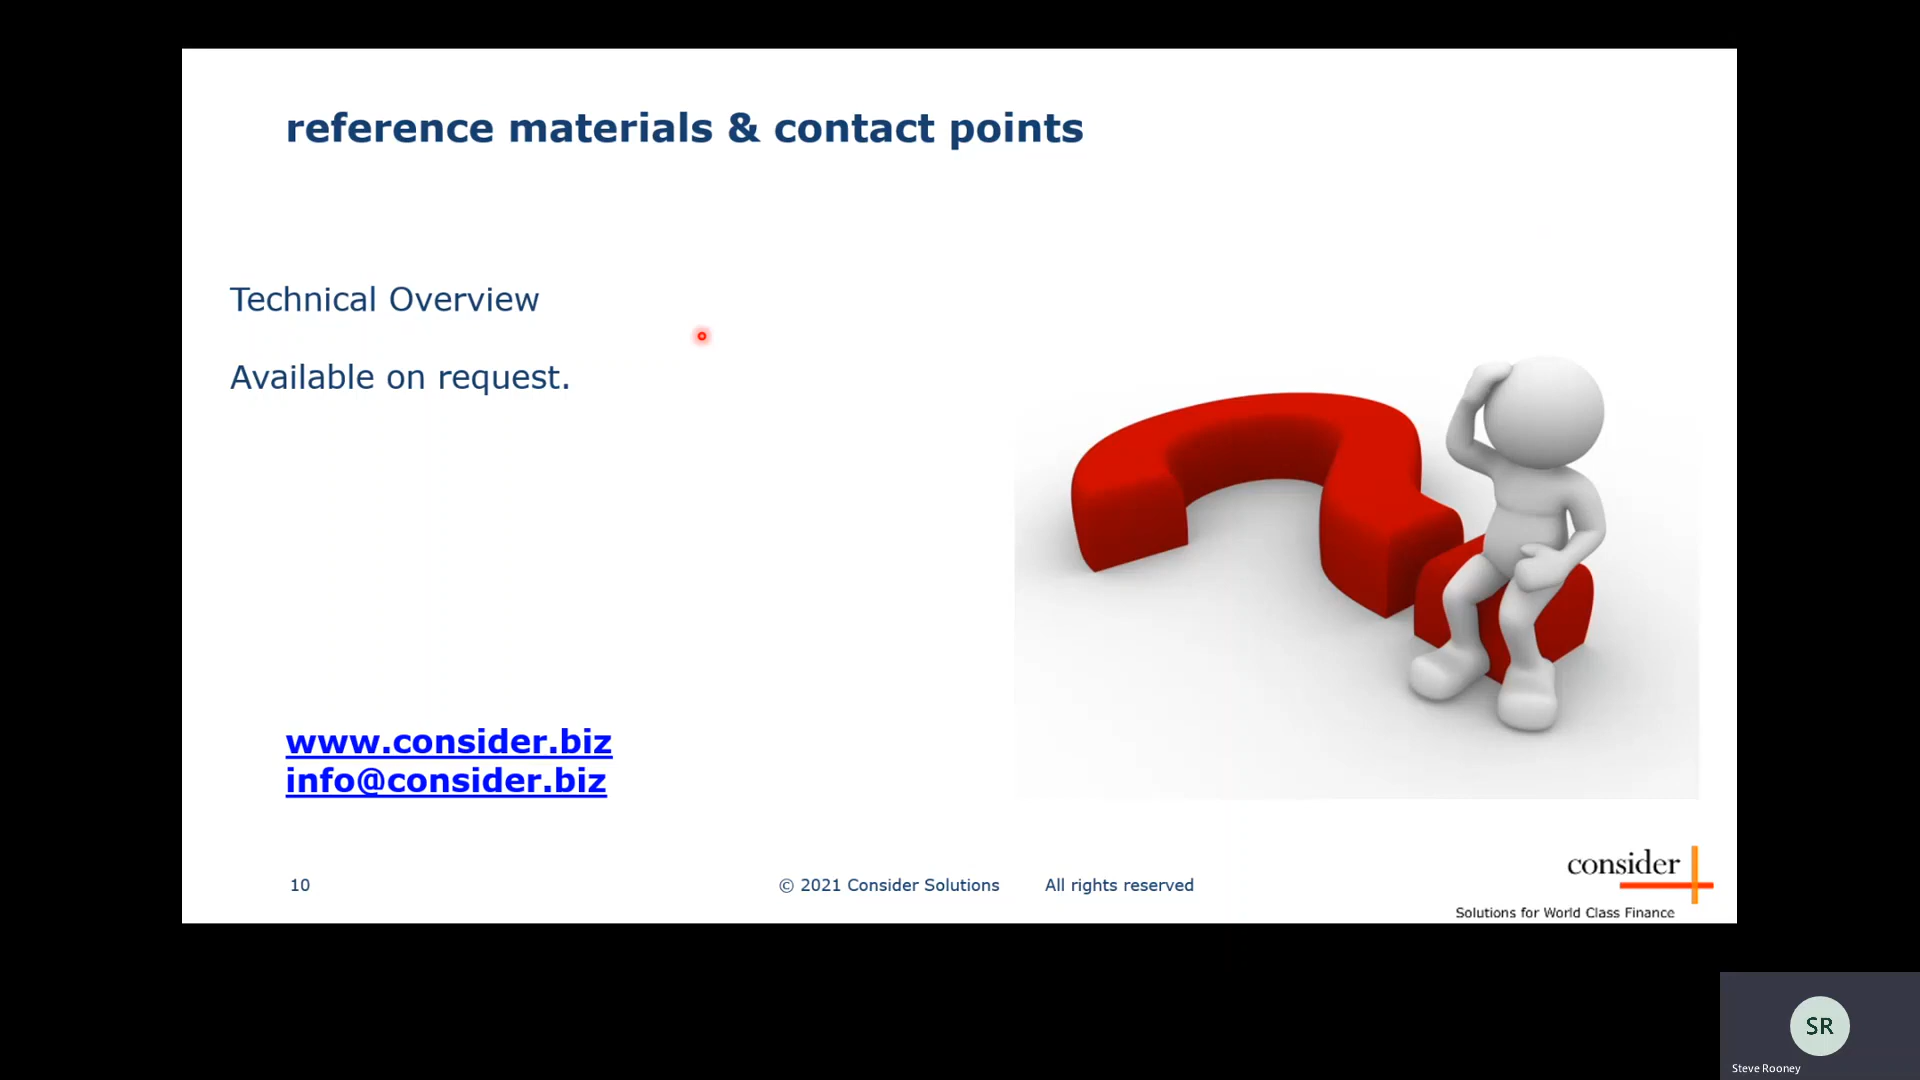 reference materials & contact points
Technical Overview
Available on request.
www.consider.biz
info@consider.biz
10
© 2021 Consider Solutions
All rights reserved
consider
Solutions for World Class Finance
SR
Steve Rooney